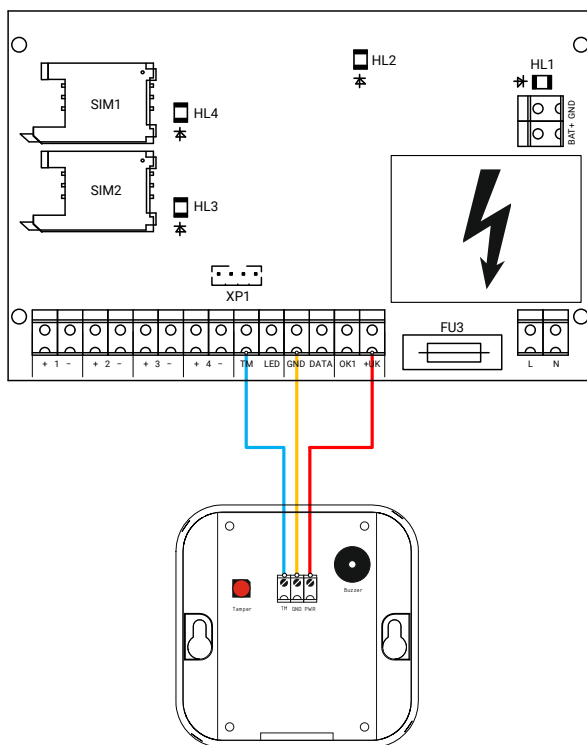 HL2
HL1
SIM1
HL4
BAT+ GND
SIM2
HL3
XP1
FU3
+ 1 − + 2 − + 3 − + 4 − TM LED GND DATA OK1 +UK
L N
Tamper
TM GND PWR
Buzzer